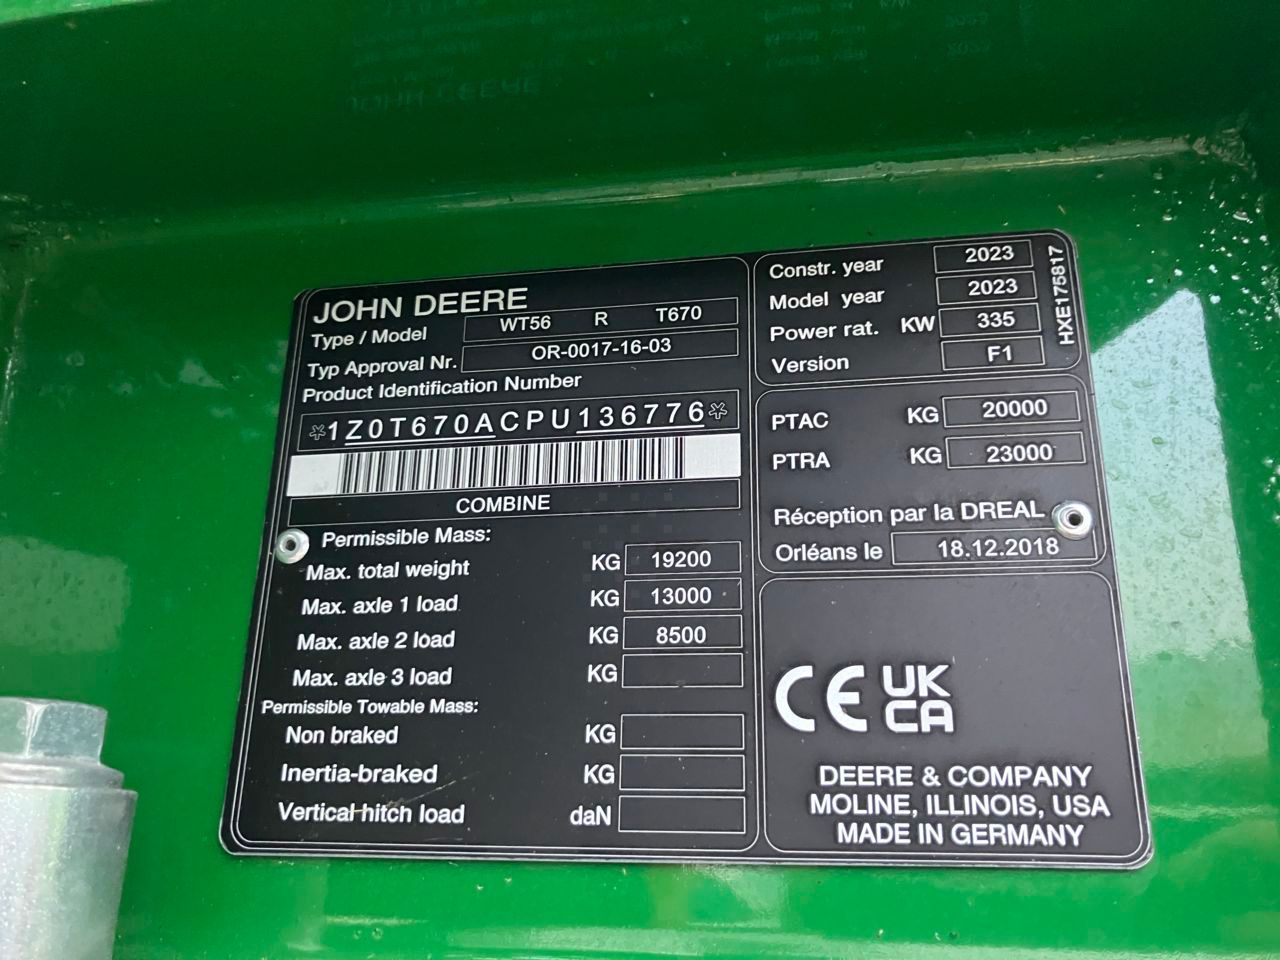 JOHN DEERE
Type / Model WT56 R T670
Typ Approval Nr. OR-0017-16-03
Product Identification Number
*1Z0T670ACPU136776*
COMBINE
Permissible Mass:
Max. total weight KG 19200
Max. axle 1 load KG 13000
Max. axle 2 load KG 8500
Max. axle 3 load KG
Permissible Towable Mass:
Non braked KG
Inertia-braked KG
Vertical hitch load daN
Constr. year 2023
Model year 2023
Power rat. KW 335
Version F1
HXE175817
PTAC KG 20000
PTRA KG 23000
Réception par la DREAL
Orléans le 18.12.2018
CE UK
CA
DEERE & COMPANY
MOLINE, ILLINOIS, USA
MADE IN GERMANY